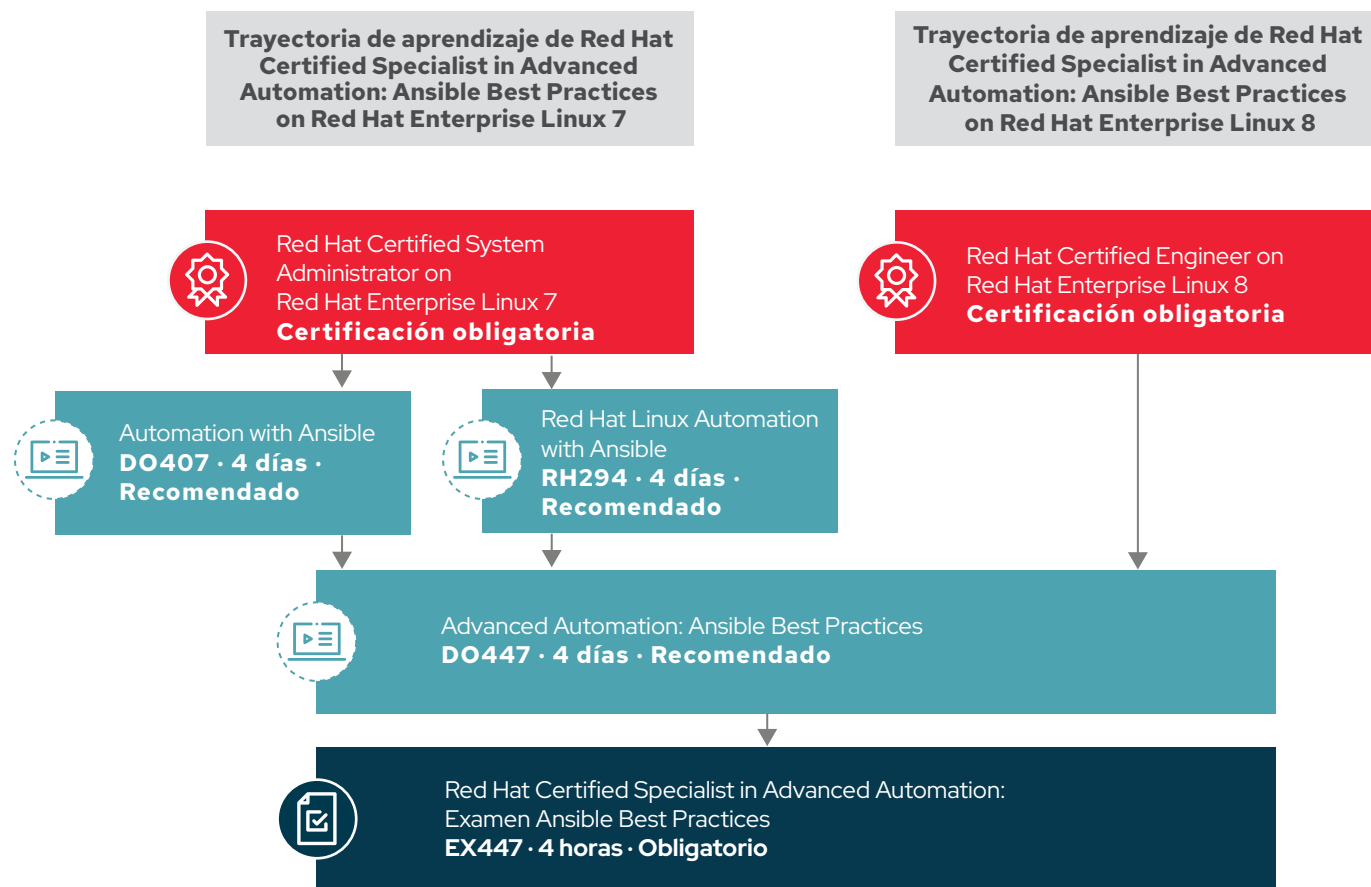 Trayectoria de aprendizaje de Red Hat
Certified Specialist in Advanced
Automation: Ansible Best Practices
on Red Hat Enterprise Linux 7
Trayectoria de aprendizaje de Red Hat
Certified Specialist in Advanced
Automation: Ansible Best Practices
on Red Hat Enterprise Linux 8
Red Hat Certified System
Administrator on
Red Hat Enterprise Linux 7
Certificación obligatoria
Red Hat Certified Engineer on
Red Hat Enterprise Linux 8
Certificación obligatoria
Automation with Ansible
DO407 · 4 días ·
Recomendado
Red Hat Linux Automation
with Ansible
RH294 · 4 días ·
Recomendado
Advanced Automation: Ansible Best Practices
DO447 · 4 días · Recomendado
Red Hat Certified Specialist in Advanced Automation:
Examen Ansible Best Practices
EX447 · 4 horas · Obligatorio